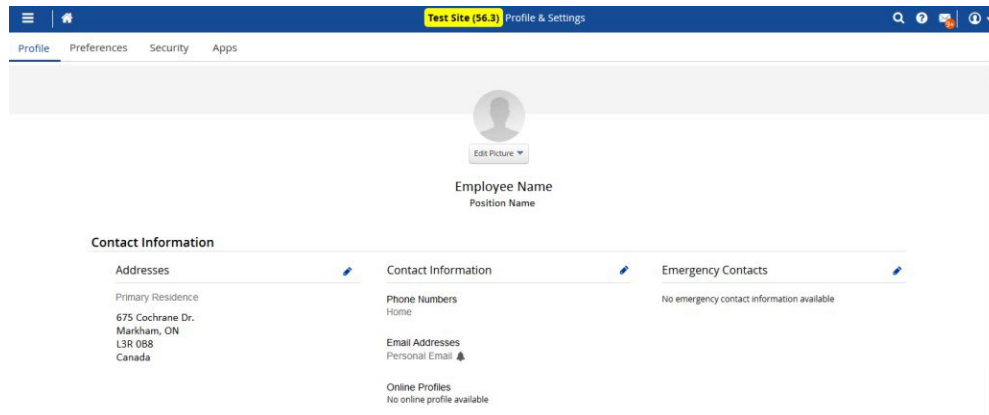 Test Site (56.3) Profile & Settings
9+
Profile Preferences Security Apps
Edit Picture
Employee Name
Position Name
Contact Information
Addresses
Primary Residence
675 Cochrane Dr.
Markham, ON
L3R 0B8
Canada
Contact Information
Phone Numbers
Home
Email Addresses
Personal Email
Online Profiles
No online profile available
Emergency Contacts
No emergency contact information available